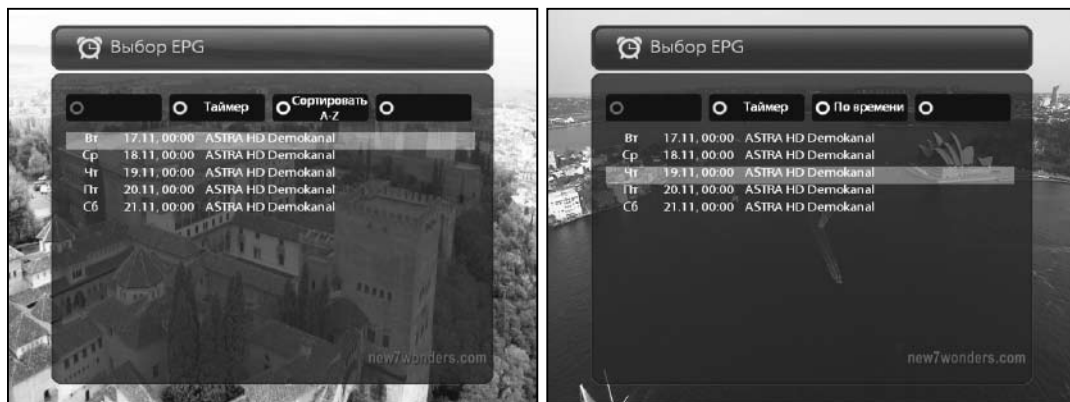 Выбор EPG
Таймер
Сортировать
A-Z
Вт 17.11, 00:00 ASTRA HD Demokanal
Ср 18.11, 00:00 ASTRA HD Demokanal
Чт 19.11, 00:00 ASTRA HD Demokanal
Пт 20.11, 00:00 ASTRA HD Demokanal
Сб 21.11, 00:00 ASTRA HD Demokanal
new7wonders.com
Выбор EPG
Таймер По времени
Вт 17.11, 00:00 ASTRA HD Demokanal
Ср 18.11, 00:00 ASTRA HD Demokanal
Чт 19.11, 00:00 ASTRA HD Demokanal
Пт 20.11, 00:00 ASTRA HD Demokanal
Сб 21.11, 00:00 ASTRA HD Demokanal
new7wonders.com